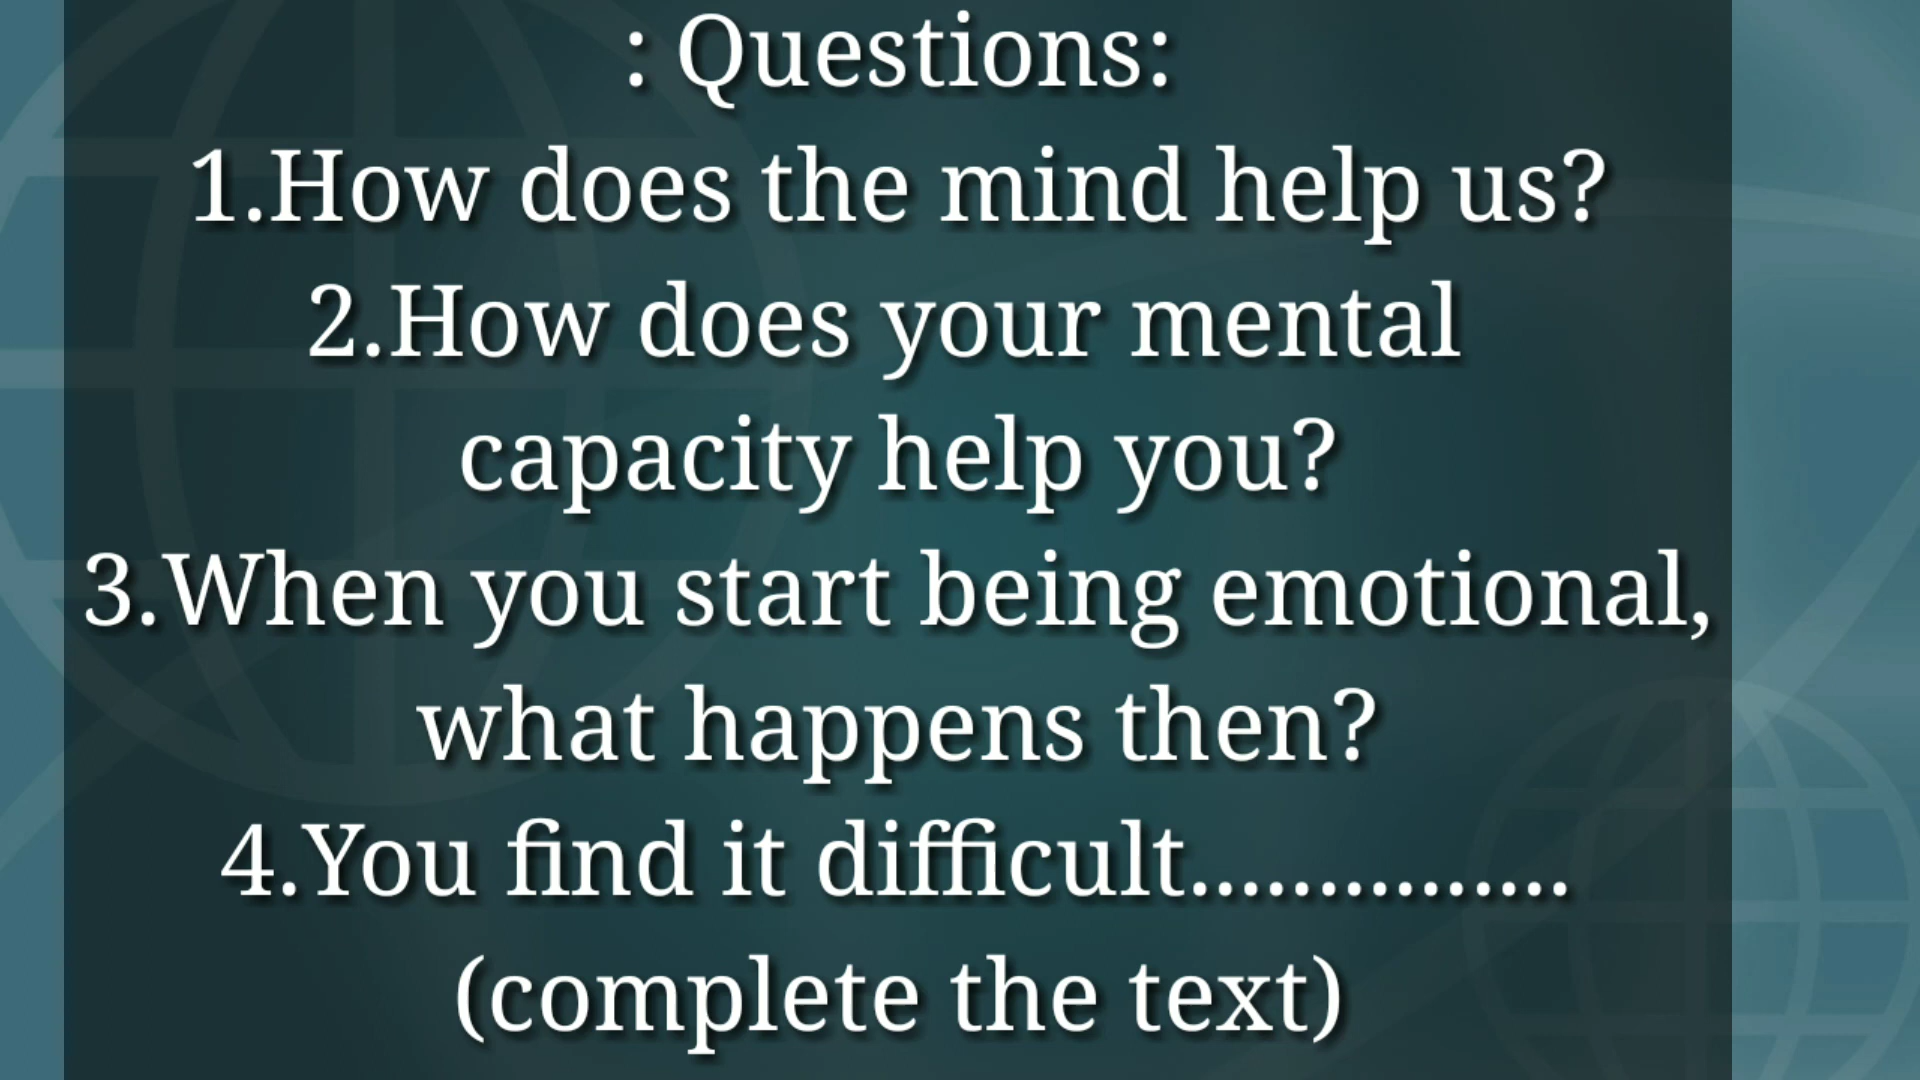 : Questions:
1.How does the mind help us?
2.How does your mental
capacity help you?
3.When you start being emotional,
what happens then?
4.You find it difficult...............
(complete the text)